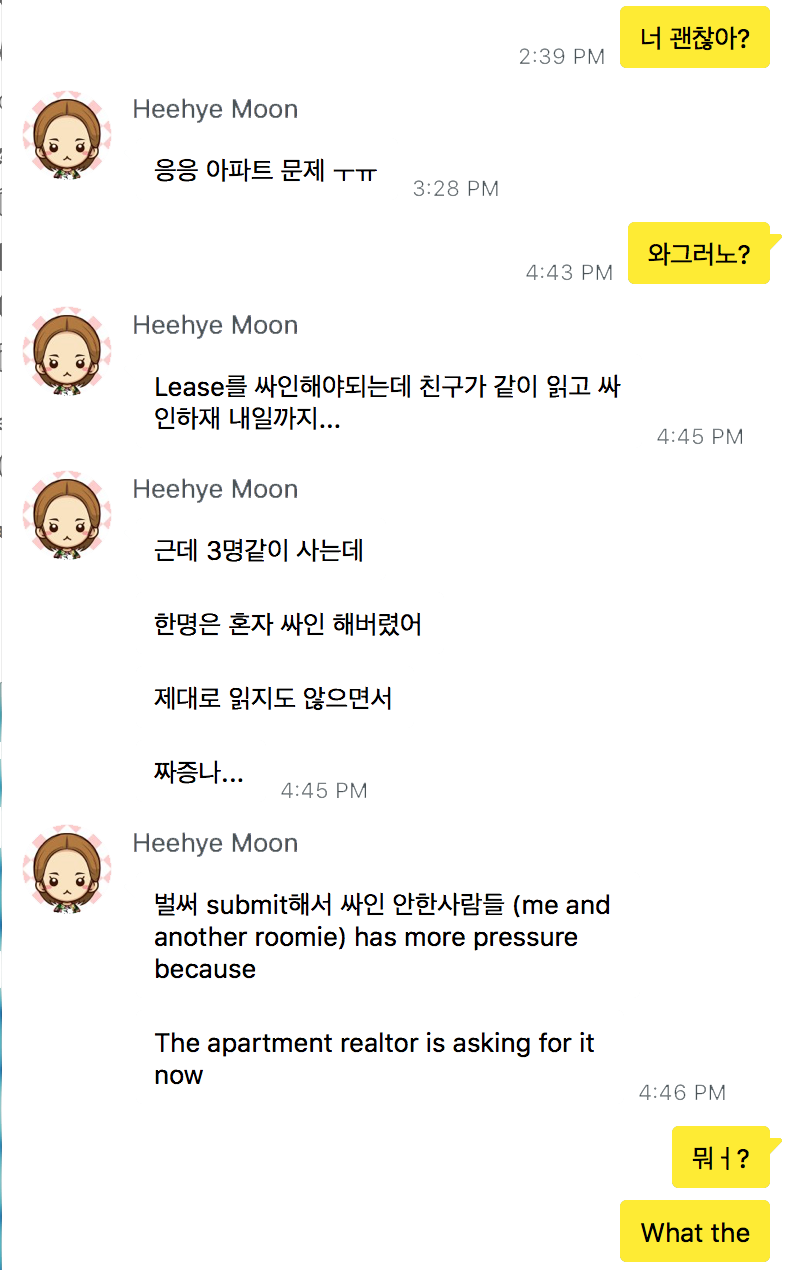 너 괜찮아?
2:39 PM
Heehye Moon
응응 아파트 문제 ㅜㅠ
3:28 PM
와그러노?
4:43 PM
Heehye Moon
Lease를 싸인해야되는데 친구가 같이 읽고 싸
인하재 내일까지...
4:45 PM
Heehye Moon
근데 3명같이 사는데
한명은 혼자 싸인 해버렸어
제대로 읽지도 않으면서
짜증나...
4:45 PM
Heehye Moon
벌써 submit해서 싸인 안한사람들 (me and
another roomie) has more pressure
because
The apartment realtor is asking for it
now
4:46 PM
뭐ㅓ?
What the